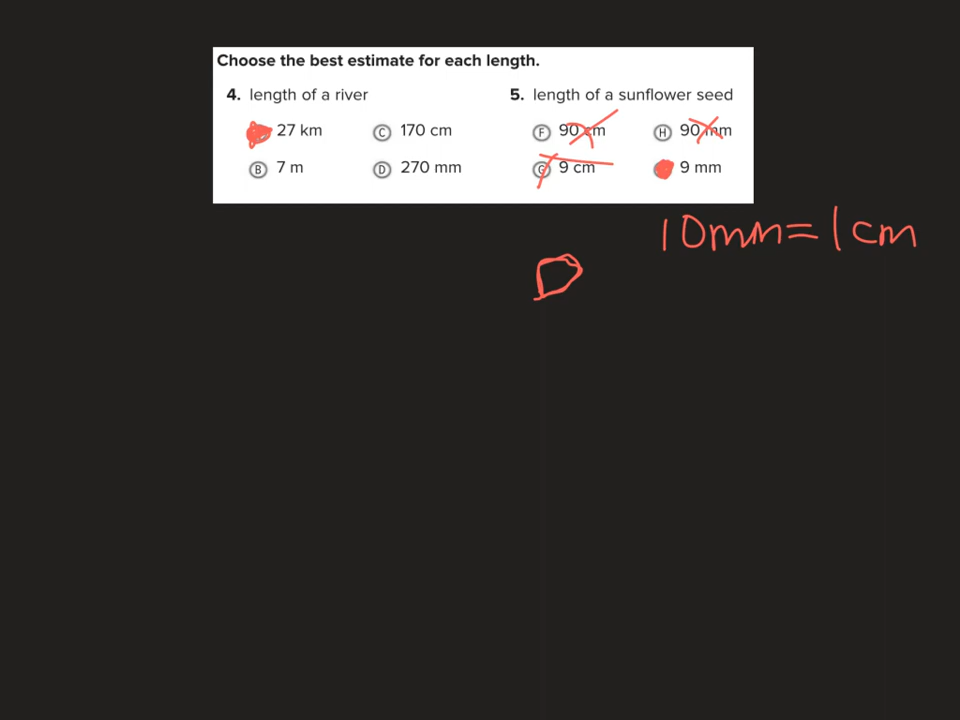 Choose the best estimate for each length.
4. length of a river
27 km
C 170 cm
B 7 m
D 270 mm
5. length of a sunflower seed
F 90 cm
H 90 mm
G 9 cm
9 mm
10mm=1cm